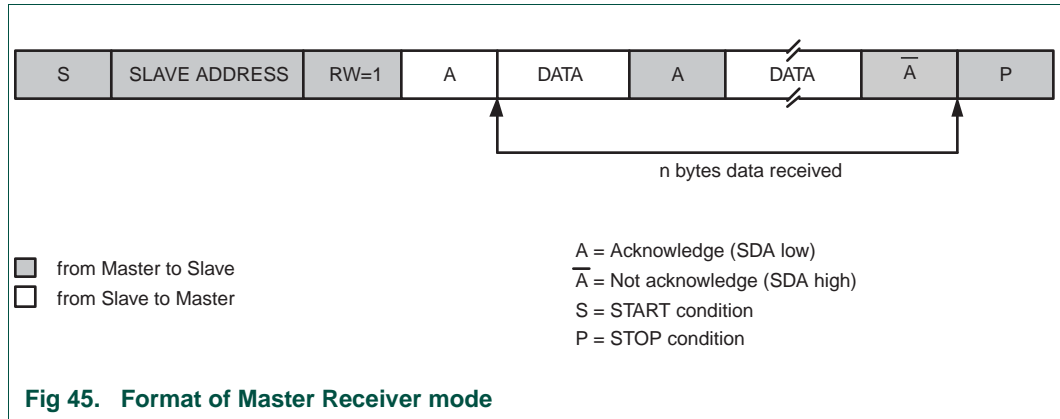 S SLAVE ADDRESS RW=1 A DATA A DATA A̅ P
n bytes data received
from Master to Slave
from Slave to Master
A = Acknowledge (SDA low)
A̅ = Not acknowledge (SDA high)
S = START condition
P = STOP condition
Fig 45. Format of Master Receiver mode